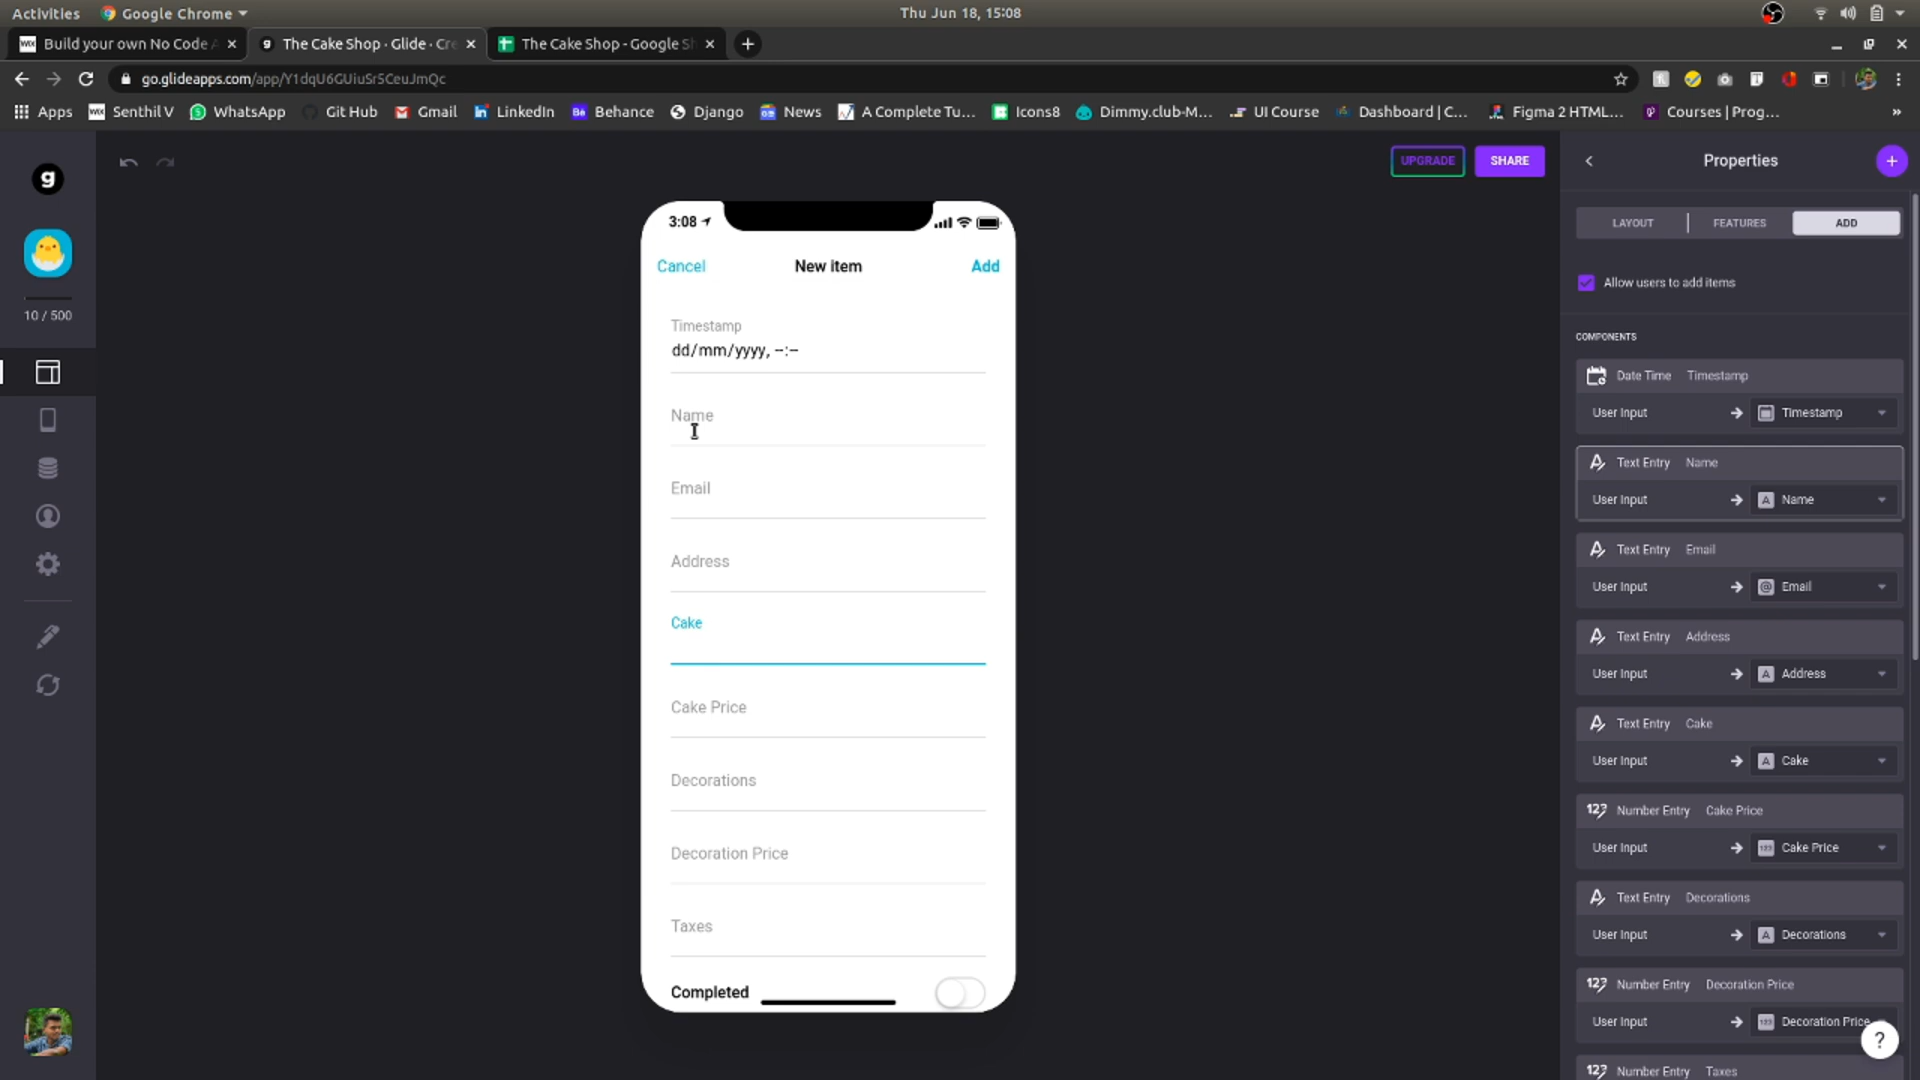 Activities Google Chrome Thu Jun 18, 15:08
Build your own No Code A The Cake Shop · Glide · Cre The Cake Shop - Google Sh
go.glideapps.com/app/Y1dqU6GUiuSr5CeuJmQc
Apps Senthil V WhatsApp Git Hub Gmail LinkedIn Behance Django News A Complete Tu... Icons8 Dimmy.club-M... UI Course Dashboard | C... Figma 2 HTML... Courses | Prog... »
g
10 / 500
UPGRADE SHARE
3:08
Cancel New item Add
Timestamp
dd/mm/yyyy, --:--
Name
Email
Address
Cake
Cake Price
Decorations
Decoration Price
Taxes
Completed
Properties
LAYOUT FEATURES ADD
Allow users to add items
COMPONENTS
Date Time Timestamp
User Input Timestamp
Text Entry Name
User Input Name
Text Entry Email
User Input Email
Text Entry Address
User Input Address
Text Entry Cake
User Input Cake
Number Entry Cake Price
User Input Cake Price
Text Entry Decorations
User Input Decorations
Number Entry Decoration Price
User Input Decoration Price
Number Entry Taxes
?